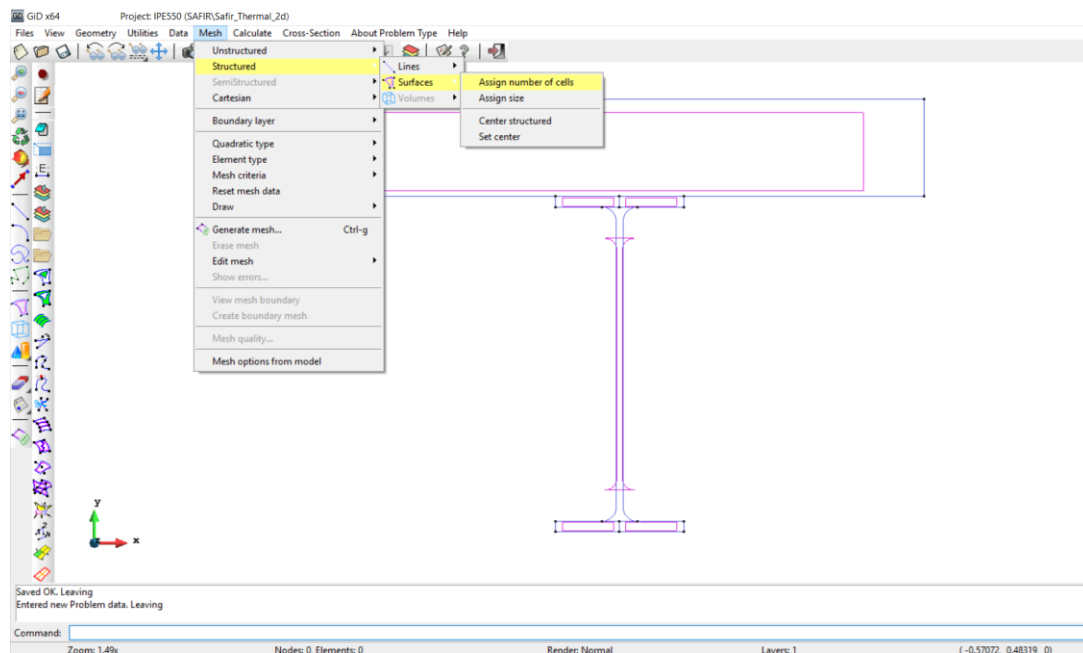 GiD x64 Project: IPE550 (SAFIR\Safir_Thermal_2d)
Files View Geometry Utilities Data Mesh Calculate Cross-Section About Problem Type Help
Unstructured
Structured
SemiStructured
Cartesian
Boundary layer
Quadratic type
Element type
Mesh criteria
Reset mesh data
Draw
Generate mesh... Ctrl-g
Erase mesh
Edit mesh
Show errors...
View mesh boundary
Create boundary mesh
Mesh quality...
Mesh options from model
Lines
Surfaces
Volumes
Assign number of cells
Assign size
Center structured
Set center
y
x
Saved OK. Leaving
Entered new Problem data. Leaving
Command:
Zoom: 1.49x Nodes: 0, Elements: 0 Render: Normal Layers: 1 ( -0.57072, 0.48319, 0)